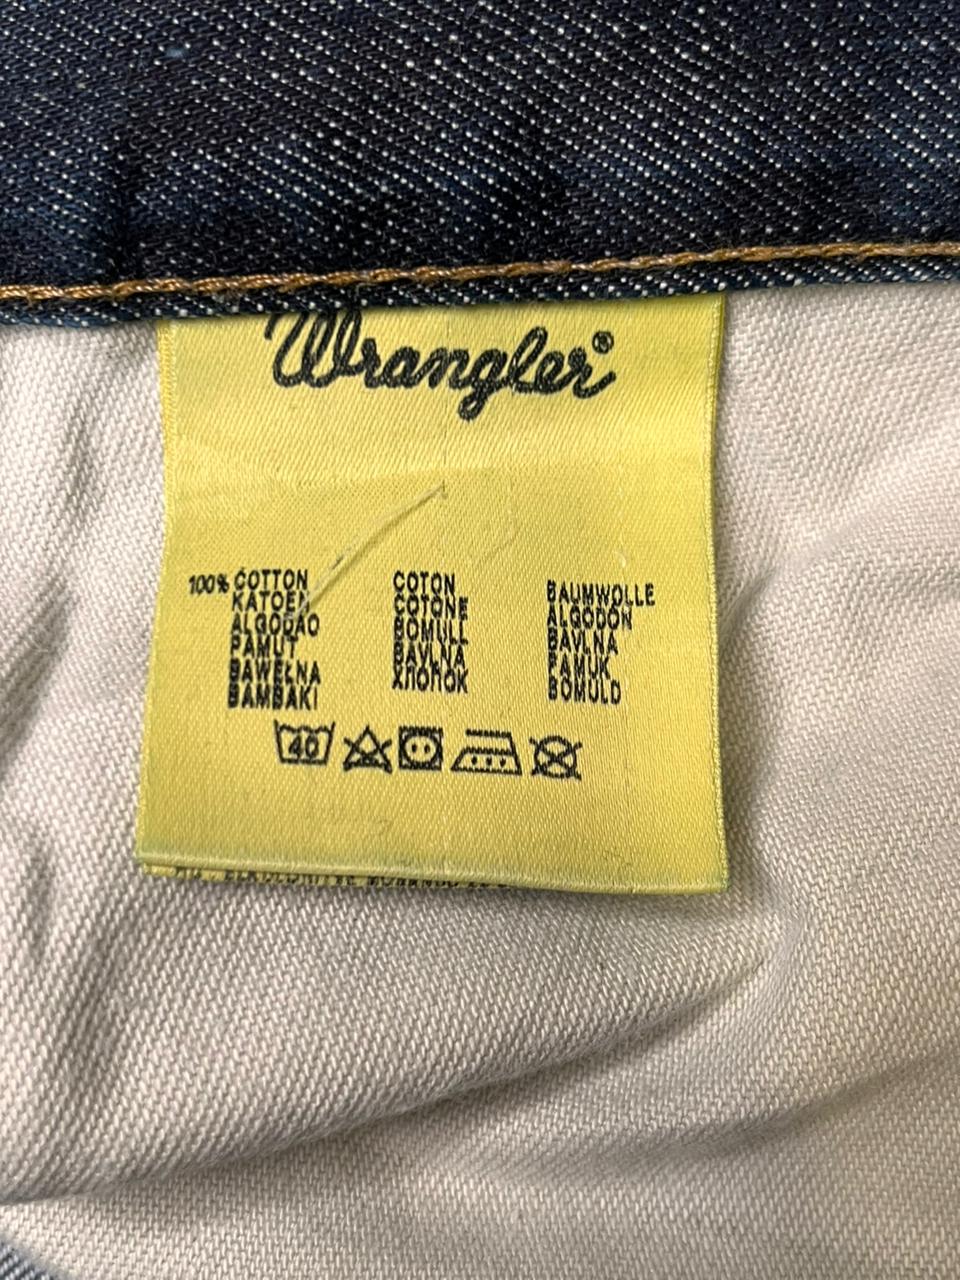 Wrangler®
100% COTTON COTON BAUMWOLLE
KATOEN COTONE ALGODÓN
ALGODÃO BOMULL BAVLNA
PAMUT BAVLNA PAMUK
BAWEŁNA ХЛОПОК BOMULD
BAMBAKI
40